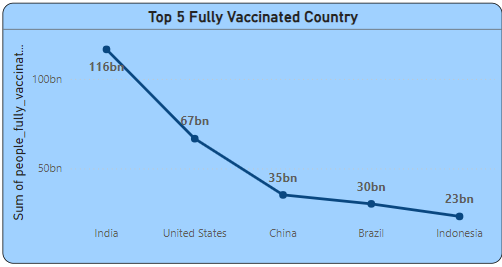 Top 5 Fully Vaccinated Country
Sum of people_fully_vaccinat...
100bn
50bn
116bn
67bn
35bn
30bn
23bn
India
United States
China
Brazil
Indonesia